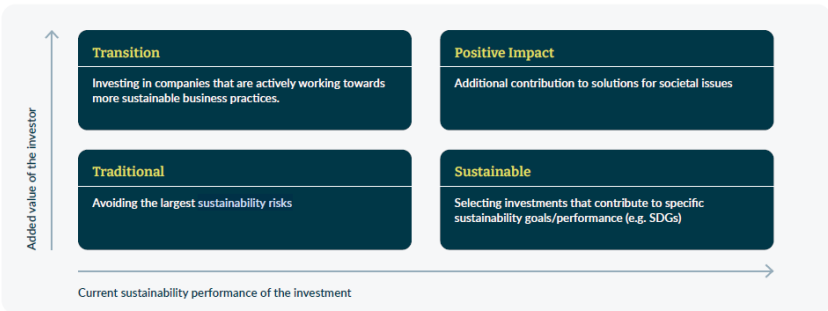 Added value of the investor
Transition
Investing in companies that are actively working towards
more sustainable business practices.
Positive Impact
Additional contribution to solutions for societal issues
Traditional
Avoiding the largest sustainability risks
Sustainable
Selecting investments that contribute to specific
sustainability goals/performance (e.g. SDGs)
Current sustainability performance of the investment